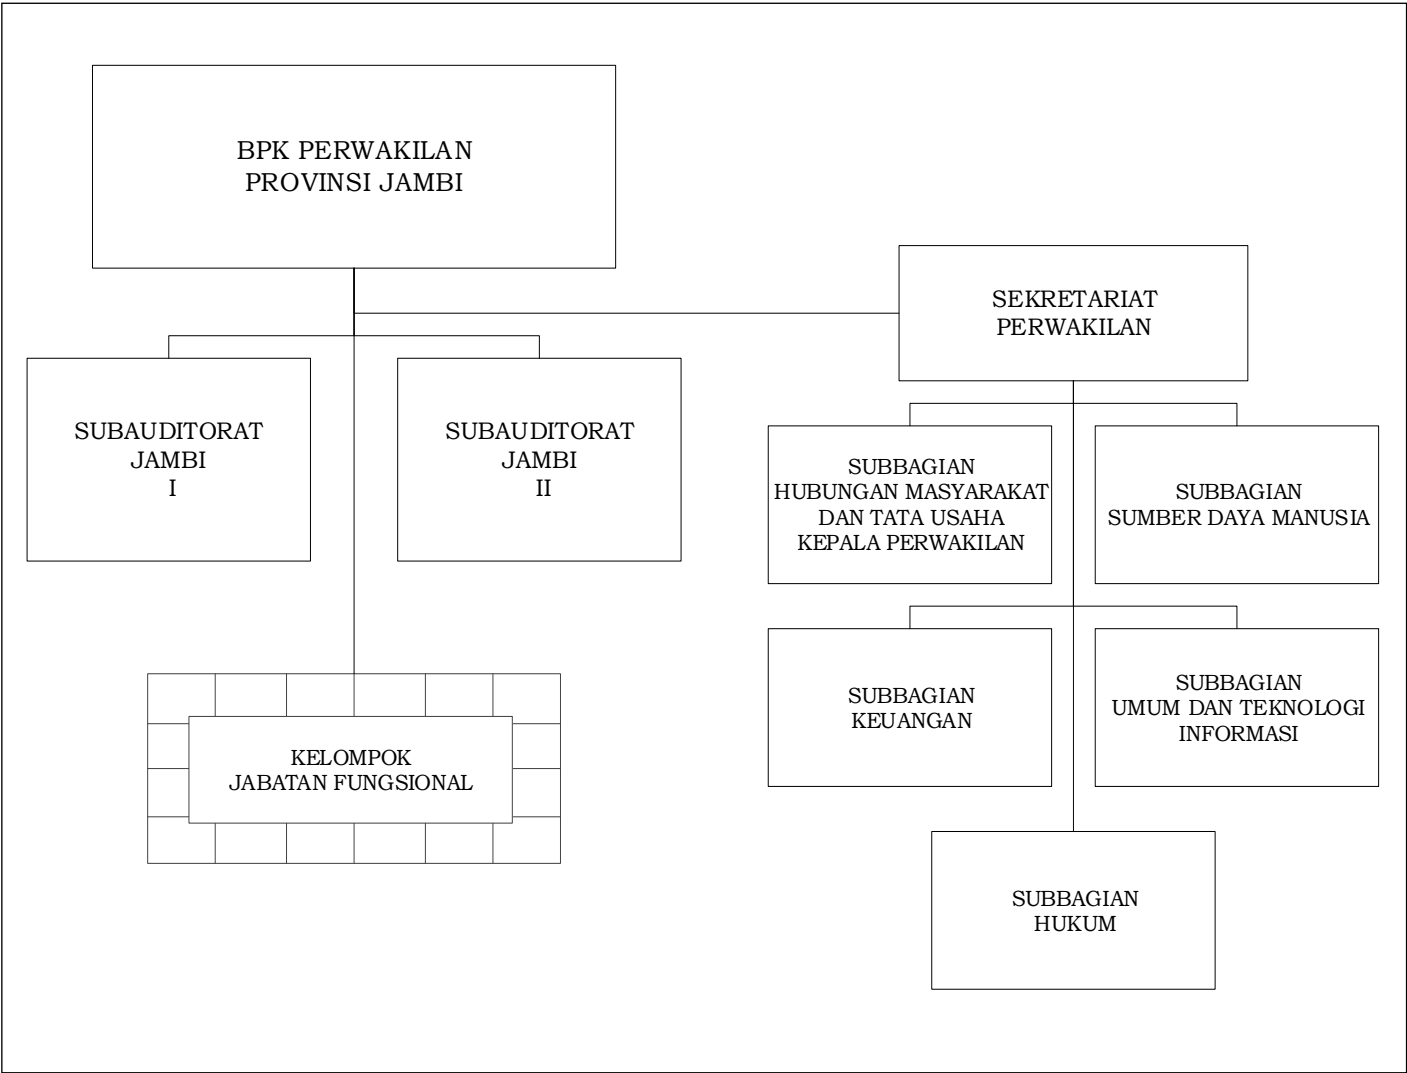 BPK PERWAKILAN
PROVINSI JAMBI
SEKRETARIAT
PERWAKILAN
SUBAUDITORAT
JAMBI
I
SUBAUDITORAT
JAMBI
II
SUBBAGIAN
HUBUNGAN MASYARAKAT
DAN TATA USAHA
KEPALA PERWAKILAN
SUBBAGIAN
SUMBER DAYA MANUSIA
SUBBAGIAN
KEUANGAN
SUBBAGIAN
UMUM DAN TEKNOLOGI
INFORMASI
KELOMPOK
JABATAN FUNGSIONAL
SUBBAGIAN
HUKUM